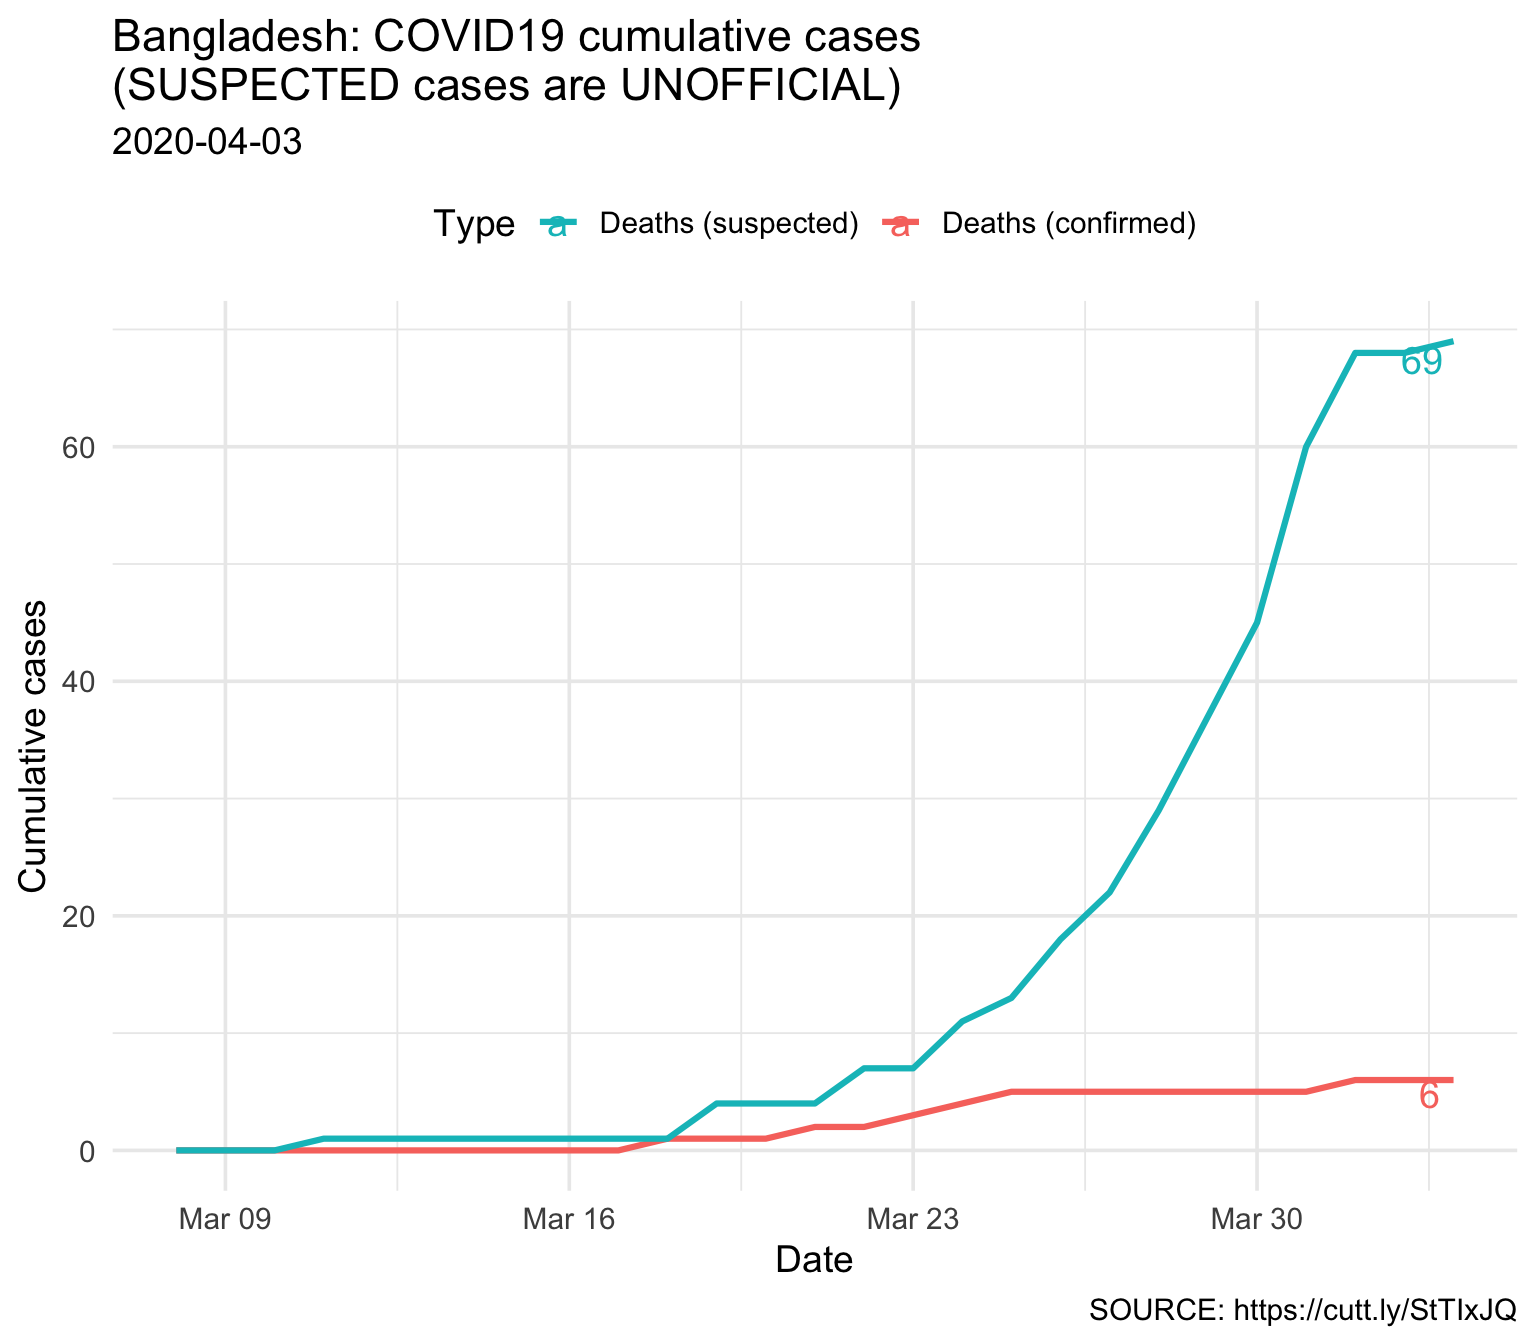 Bangladesh: COVID19 cumulative cases
(SUSPECTED cases are UNOFFICIAL)
2020-04-03
Type a Deaths (suspected) a Deaths (confirmed)
69
60
40
20
0
6
Cumulative cases
Mar 09 Mar 16 Mar 23 Mar 30
Date
SOURCE: https://cutt.ly/StTIxJQ